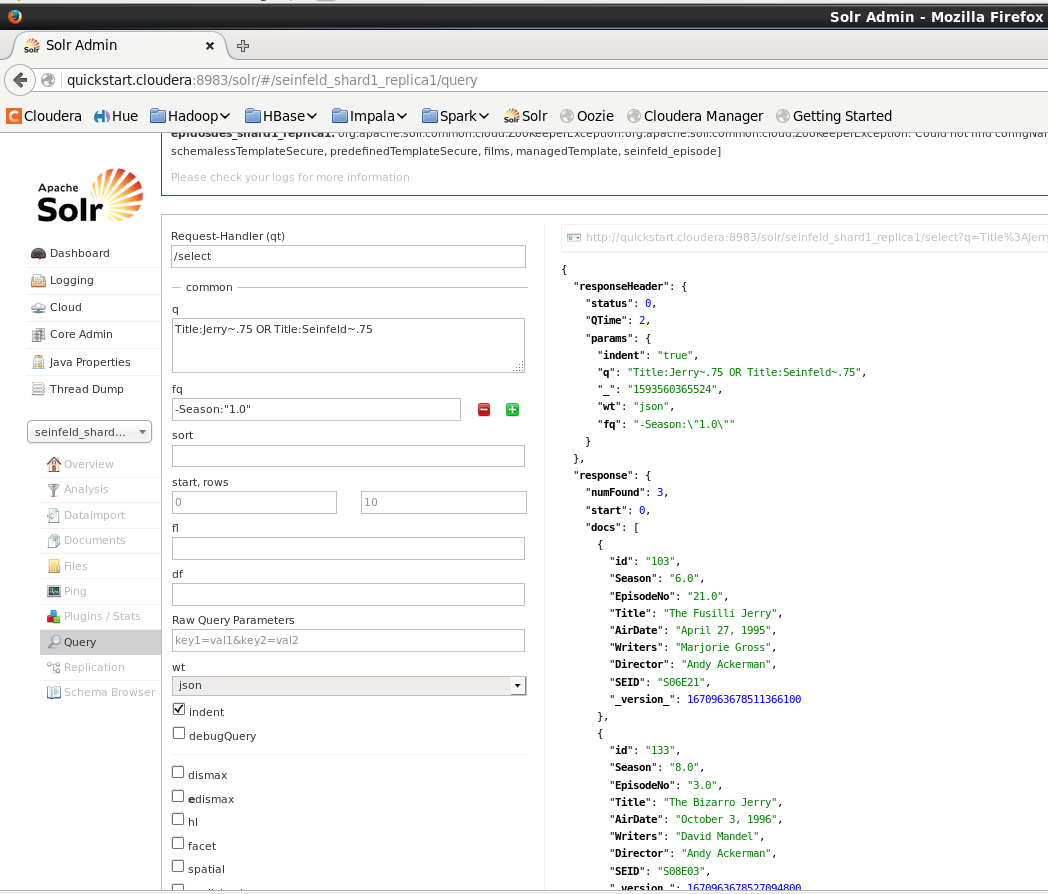 Solr Admin - Mozilla Firefox
Solr Admin
quickstart.cloudera:8983/solr/#/seinfeld_shard1_replica1/query
Cloudera Hue Hadoop HBase Impala Spark Solr Oozie Cloudera Manager Getting Started
epidosdes_shard1_replica1: org.apache.solr.common.cloud.ZooKeeperException:org.apache.solr.common.cloud.ZooKeeperException: Could not find configNa
schemalessTemplateSecure, predefinedTemplateSecure, films, managedTemplate, seinfeld_episode]
Please check your logs for more information
Apache
Solr
Dashboard
Logging
Cloud
Core Admin
Java Properties
Thread Dump
seinfeld_shard...
Overview
Analysis
Dataimport
Documents
Files
Ping
Plugins / Stats
Query
Replication
Schema Browser
Request-Handler (qt)
/select
common
q
Title:Jerry~.75 OR Title:Seinfeld~.75
fq
-Season:"1.0"
sort
start, rows
0 10
fl
df
Raw Query Parameters
key1=val1&key2=val2
wt
json
indent
debugQuery
dismax
edismax
hl
facet
spatial
http://quickstart.cloudera:8983/solr/seinfeld_shard1_replica1/select?q=Title%3AJerry
{
"responseHeader": {
"status": 0,
"QTime": 2,
"params": {
"indent": "true",
"q": "Title:Jerry~.75 OR Title:Seinfeld~.75",
"_": "1593560365524",
"wt": "json",
"fq": "-Season:\"1.0\""
}
},
"response": {
"numFound": 3,
"start": 0,
"docs": [
{
"id": "103",
"Season": "6.0",
"EpisodeNo": "21.0",
"Title": "The Fusilli Jerry",
"AirDate": "April 27, 1995",
"Writers": "Marjorie Gross",
"Director": "Andy Ackerman",
"SEID": "S06E21",
"_version_": 1670963678511366100
},
{
"id": "133",
"Season": "8.0",
"EpisodeNo": "3.0",
"Title": "The Bizarro Jerry",
"AirDate": "October 3, 1996",
"Writers": "David Mandel",
"Director": "Andy Ackerman",
"SEID": "S08E03",
"_version_": 1670963678527094800